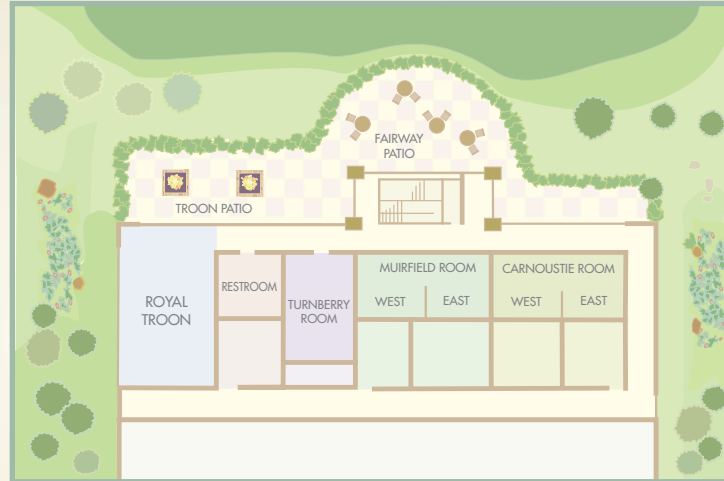 FAIRWAY
PATIO
TROON PATIO
ROYAL
TROON
RESTROOM
TURNBERRY
ROOM
MUIRFIELD ROOM
WEST
EAST
CARNOUSTIE ROOM
WEST
EAST